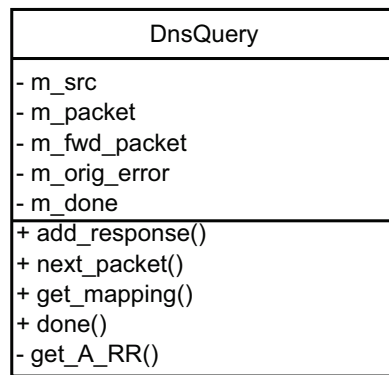 DnsQuery
- m_src
- m_packet
- m_fwd_packet
- m_orig_error
- m_done
+ add_response()
+ next_packet()
+ get_mapping()
+ done()
- get_A_RR()